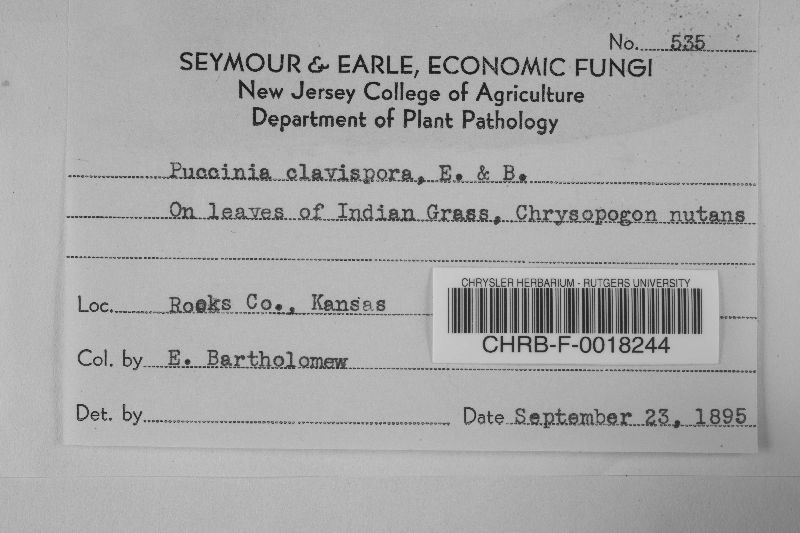 No. 535
SEYMOUR & EARLE, ECONOMIC FUNGI
New Jersey College of Agriculture
Department of Plant Pathology
Puccinia clavispora, E. & B.
On leaves of Indian Grass, Chrysopogon nutans
Loc. Rooks Co., Kansas
CHRYSLER HERBARIUM - RUTGERS UNIVERSITY
CHRB-F-0018244
Col. by E. Bartholomew
Det. by
Date September 23, 1895